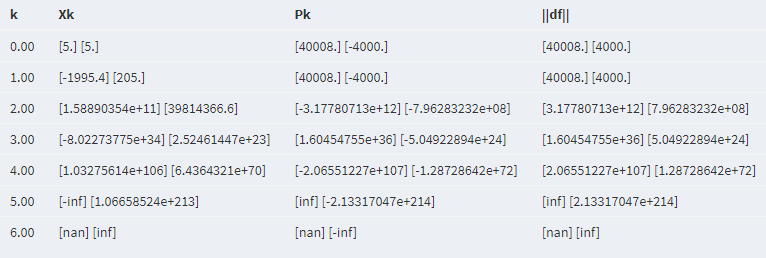 k Xk Pk ||df||
0.00 [5.] [5.] [40008.] [-4000.] [40008.] [4000.]
1.00 [-1995.4] [205.] [40008.] [-4000.] [40008.] [4000.]
2.00 [1.58890354e+11] [39814366.6] [-3.17780713e+12] [-7.96283232e+08] [3.17780713e+12] [7.96283232e+08]
3.00 [-8.02273775e+34] [2.52461447e+23] [1.60454755e+36] [-5.04922894e+24] [1.60454755e+36] [5.04922894e+24]
4.00 [1.03275614e+106] [6.4364321e+70] [-2.06551227e+107] [-1.28728642e+72] [2.06551227e+107] [1.28728642e+72]
5.00 [-inf] [1.06658524e+213] [inf] [-2.13317047e+214] [inf] [2.13317047e+214]
6.00 [nan] [inf] [nan] [-inf] [nan] [inf]